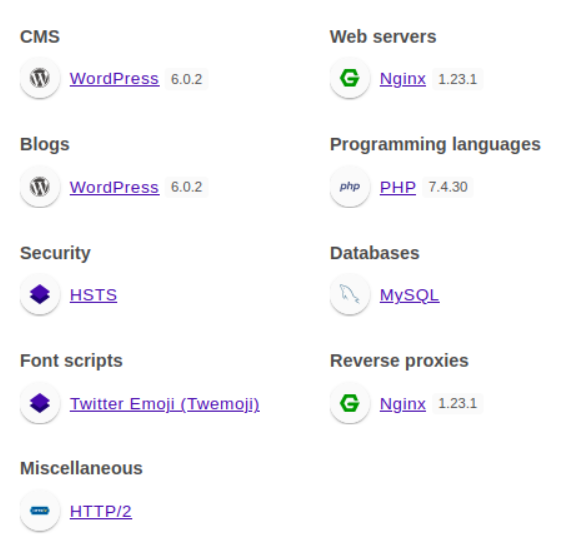 CMS
WordPress 6.0.2
Blogs
WordPress 6.0.2
Security
HSTS
Font scripts
Twitter Emoji (Twemoji)
Miscellaneous
HTTP/2
Web servers
Nginx 1.23.1
Programming languages
php PHP 7.4.30
Databases
MySQL
Reverse proxies
Nginx 1.23.1